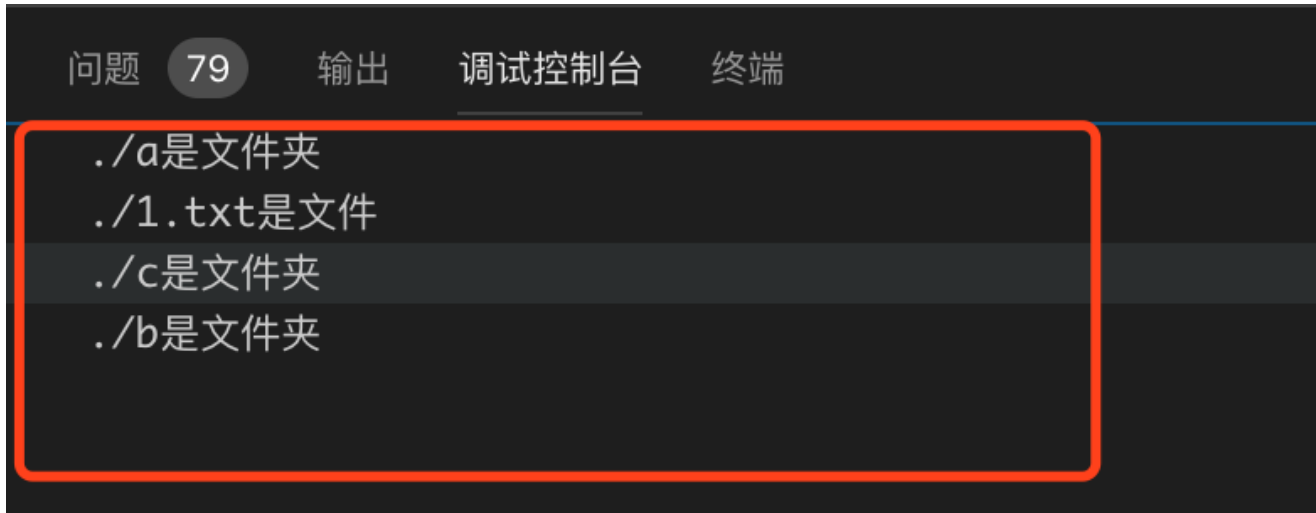 问题 79 输出 调试控制台 终端
./a是文件夹
./1.txt是文件
./c是文件夹
./b是文件夹